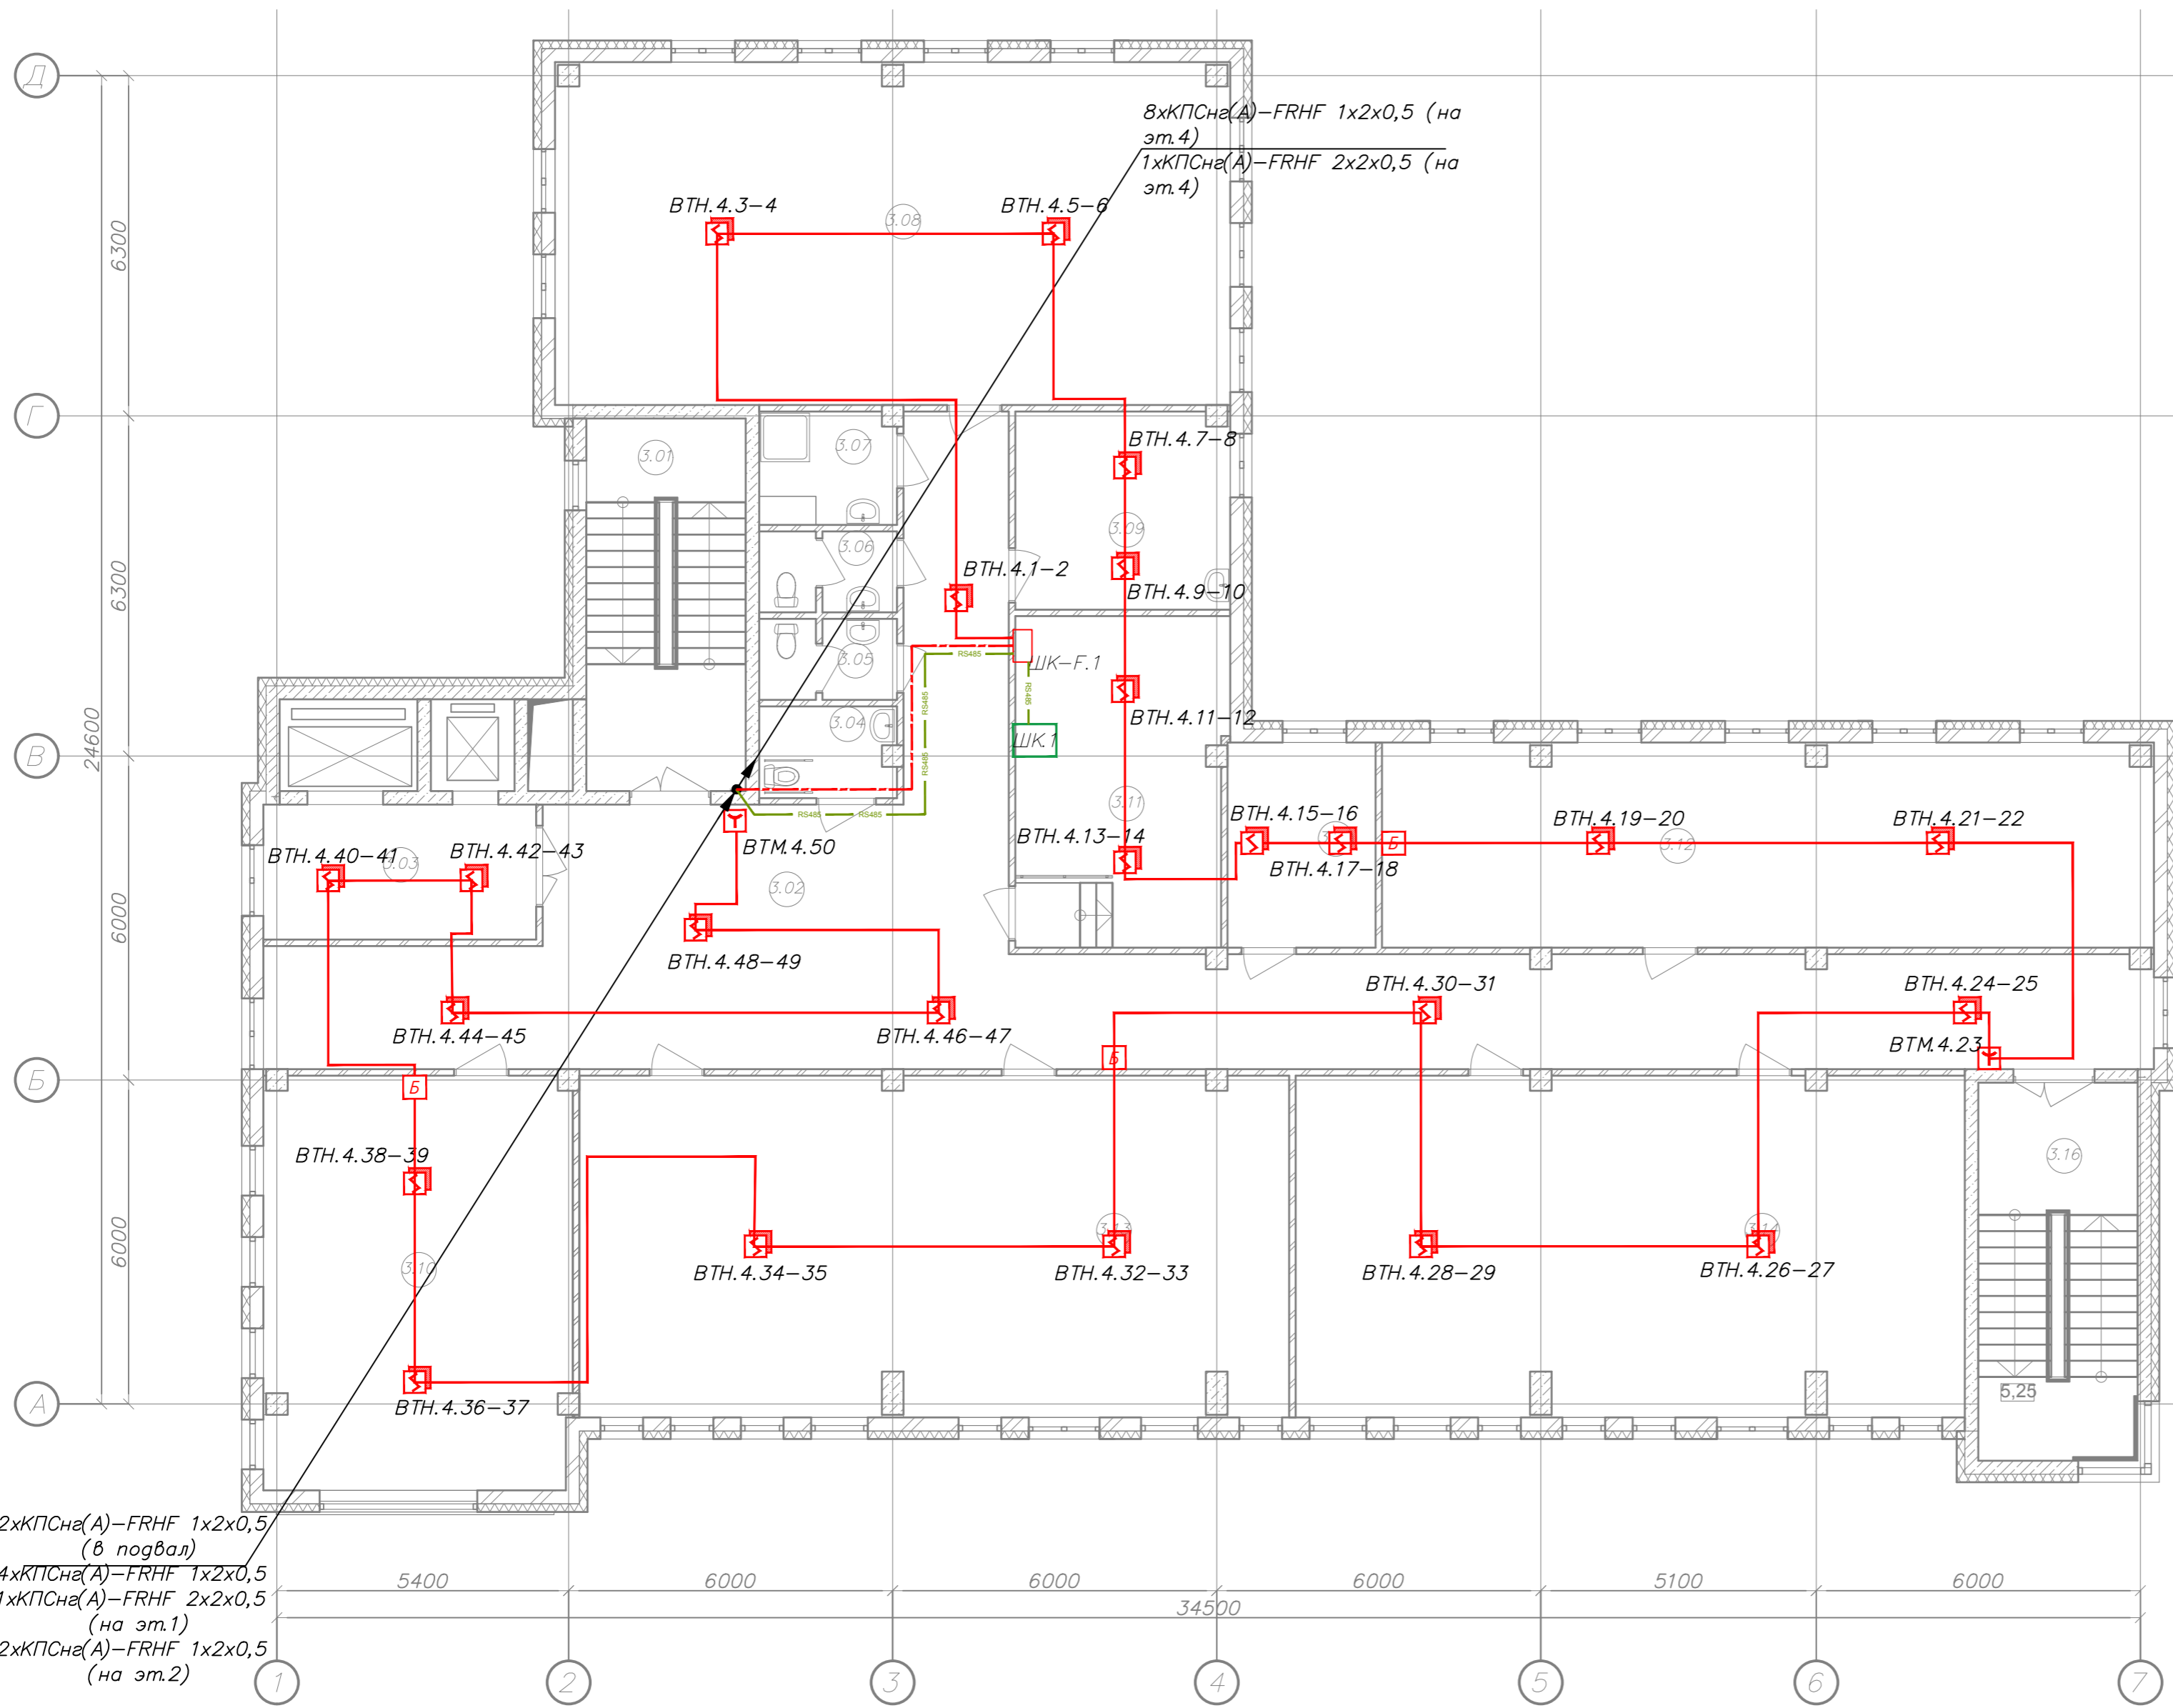 Д
8хКПСнг(А)-FRHF 1х2х0,5 (на
эт.4)
1хКПСнг(А)-FRHF 2х2х0,5 (на
эт.4)
ВТН.4.3-4
3.08
ВТН.4.5-6
6300
Г
3.01
3.07
ВТН.4.7-8
3.09
3.06
6300
ВТН.4.1-2
ВТН.4.9-10
3.05
RS485
ШК-F.1
RS485
RS485
3.04
ВТН.4.11-12
24600
В
ШК.1
RS485
RS485
RS485
3.11
ВТН.4.15-16
ВТН.4.19-20
ВТН.4.21-22
ВТН.4.13-14
Б
3.12
ВТН.4.17-18
ВТМ.4.50
ВТН.4.40-41
3.03
ВТН.4.42-43
3.02
6000
ВТН.4.48-49
ВТН.4.30-31
ВТН.4.24-25
ВТН.4.44-45
ВТН.4.46-47
ВТМ.4.23
Б
Б
Б
ВТН.4.38-39
3.16
6000
3.10
3.13
3.14
ВТН.4.34-35
ВТН.4.32-33
ВТН.4.28-29
ВТН.4.26-27
5,25
А
ВТН.4.36-37
2хКПСнг(А)-FRHF 1х2х0,5
(в подвал)
4хКПСнг(А)-FRHF 1х2х0,5
1хКПСнг(А)-FRHF 2х2х0,5
(на эт.1)
2хКПСнг(А)-FRHF 1х2х0,5
(на эт.2)
5400
6000
6000
6000
5100
6000
34500
1
2
3
4
5
6
7